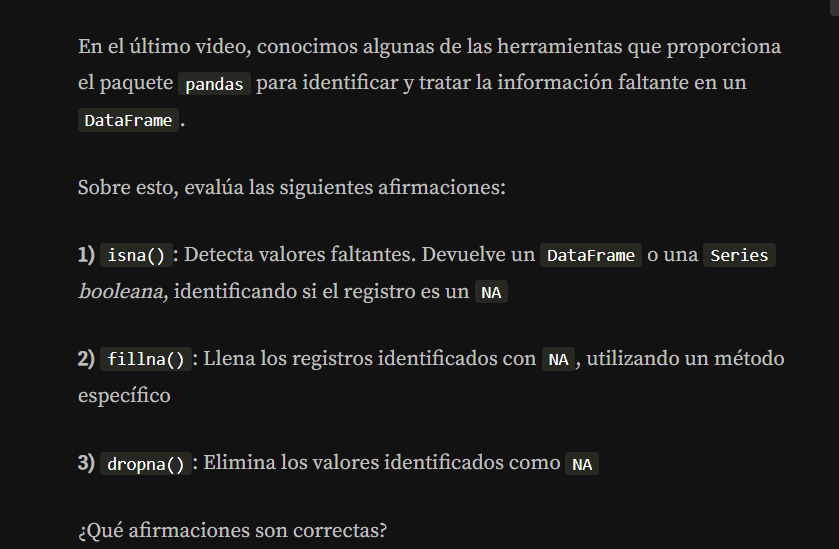 En el último video, conocimos algunas de las herramientas que proporciona
el paquete pandas para identificar y tratar la información faltante en un
DataFrame.
Sobre esto, evalúa las siguientes afirmaciones:
1) isna(): Detecta valores faltantes. Devuelve un DataFrame o una Series
booleana, identificando si el registro es un NA
2) fillna(): Llena los registros identificados con NA, utilizando un método
específico
3) dropna(): Elimina los valores identificados como NA
¿Qué afirmaciones son correctas?